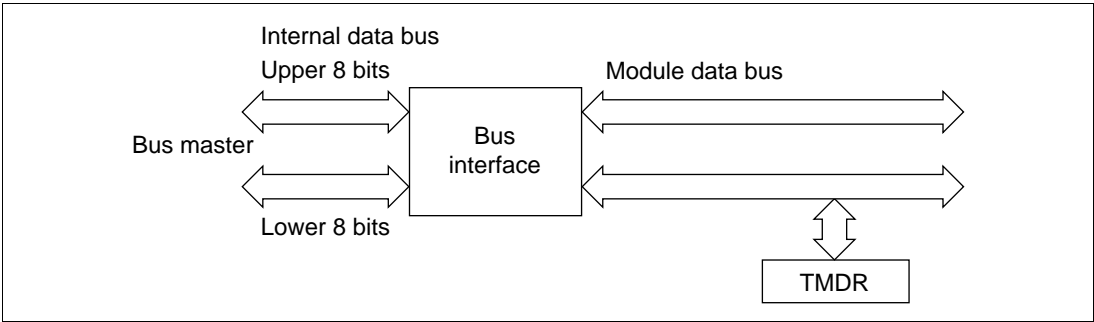 Internal data bus
Upper 8 bits
Module data bus
Bus master
Bus
interface
Lower 8 bits
TMDR